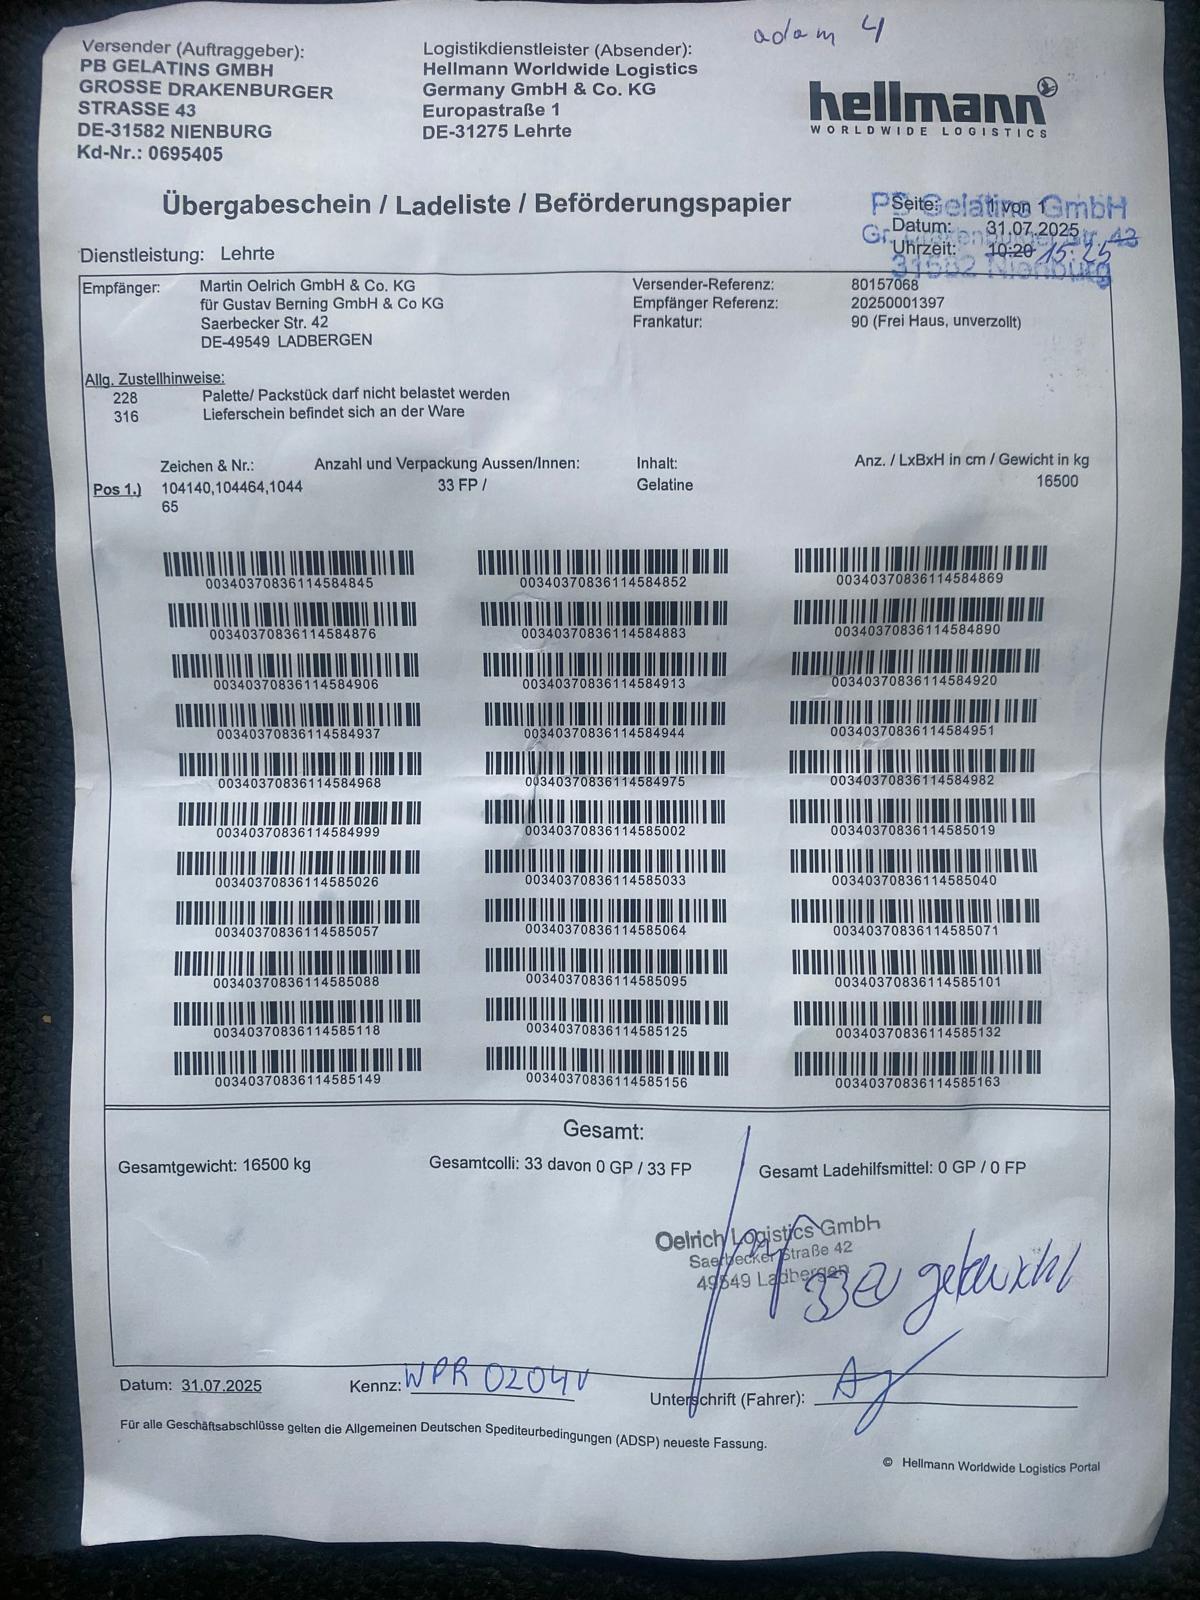 adam 4
Versender (Auftraggeber):
PB GELATINS GMBH
GROSSE DRAKENBURGER
STRASSE 43
DE-31582 NIENBURG
Kd-Nr.: 0695405
Logistikdienstleister (Absender):
Hellmann Worldwide Logistics
Germany GmbH & Co. KG
Europastraße 1
DE-31275 Lehrte
hellmann
WORLDWIDE LOGISTICS
Übergabeschein / Ladeliste / Beförderungspapier
PB Gelatins GmbH
Gr. Drakenburger Str. 43
31582 Nienburg
Seite: 1 von 1
Datum: 31.07.2025
Uhrzeit: 10:20 15:25
Dienstleistung: Lehrte
Empfänger: Martin Oelrich GmbH & Co. KG
für Gustav Berning GmbH & Co KG
Saerbecker Str. 42
DE-49549 LADBERGEN
Versender-Referenz: 80157068
Empfänger Referenz: 20250001397
Frankatur: 90 (Frei Haus, unverzollt)
Allg. Zustellhinweise:
228 Palette/ Packstück darf nicht belastet werden
316 Lieferschein befindet sich an der Ware
Zeichen & Nr.: Anzahl und Verpackung Aussen/Innen: Inhalt: Anz. / LxBxH in cm / Gewicht in kg
Pos 1.) 104140,104464,1044 33 FP / Gelatine 16500
65
00340370836114584845 00340370836114584852 00340370836114584869
00340370836114584876 00340370836114584883 00340370836114584890
00340370836114584906 00340370836114584913 00340370836114584920
00340370836114584937 00340370836114584944 00340370836114584951
00340370836114584968 00340370836114584975 00340370836114584982
00340370836114584999 00340370836114585002 00340370836114585019
00340370836114585026 00340370836114585033 00340370836114585040
00340370836114585057 00340370836114585064 00340370836114585071
00340370836114585088 00340370836114585095 00340370836114585101
00340370836114585118 00340370836114585125 00340370836114585132
00340370836114585149 00340370836114585156 00340370836114585163
Gesamt:
Gesamtgewicht: 16500 kg Gesamtcolli: 33 davon 0 GP / 33 FP Gesamt Ladehilfsmittel: 0 GP / 0 FP
Oelrich Logistics GmbH
Saerbecker Straße 42
49549 Ladbergen
33 getauscht
Datum: 31.07.2025 Kennz: WPR 0204V Unterschrift (Fahrer):
Für alle Geschäftsabschlüsse gelten die Allgemeinen Deutschen Spediteurbedingungen (ADSP) neueste Fassung.
© Hellmann Worldwide Logistics Portal